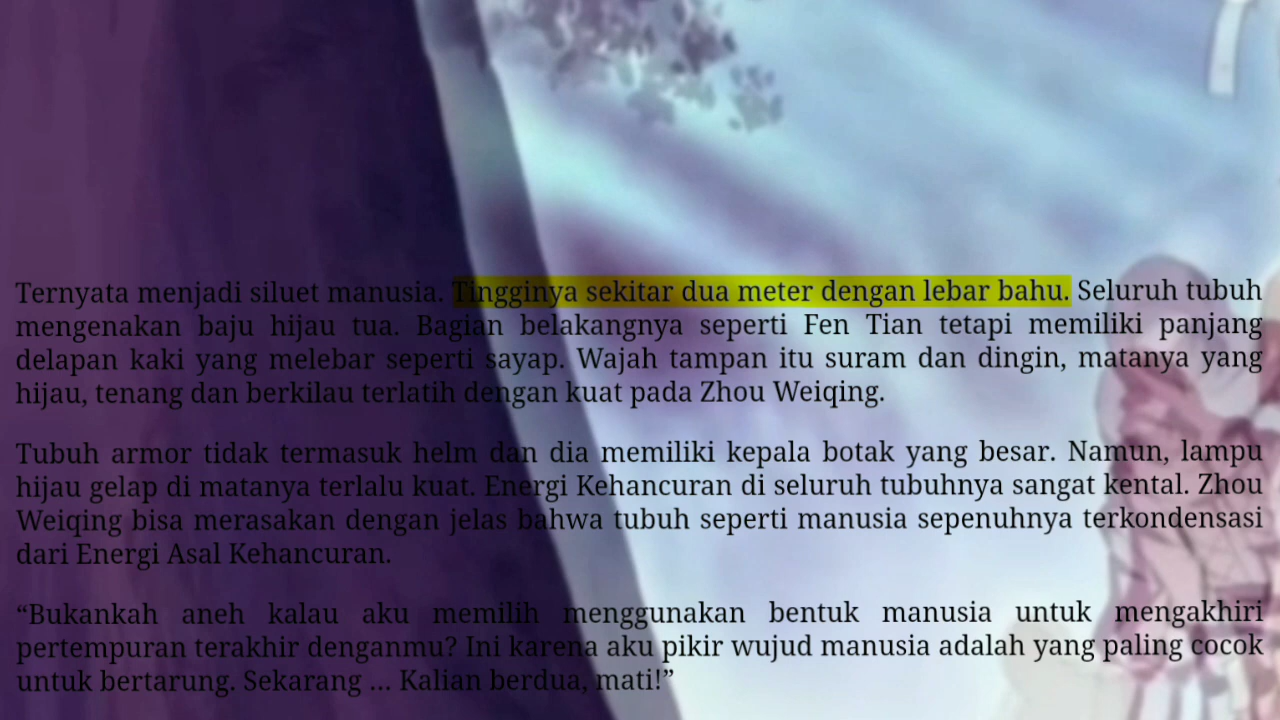 Ternyata menjadi siluet manusia. Tingginya sekitar dua meter dengan lebar bahu. Seluruh tubuh
mengenakan baju hijau tua. Bagian belakangnya seperti Fen Tian tetapi memiliki panjang
delapan kaki yang melebar seperti sayap. Wajah tampan itu suram dan dingin, matanya yang
hijau, tenang dan berkilau terlatih dengan kuat pada Zhou Weiqing.
Tubuh armor tidak termasuk helm dan dia memiliki kepala botak yang besar. Namun, lampu
hijau gelap di matanya terlalu kuat. Energi Kehancuran di seluruh tubuhnya sangat kental. Zhou
Weiqing bisa merasakan dengan jelas bahwa tubuh seperti manusia sepenuhnya terkondensasi
dari Energi Asal Kehancuran.
“Bukankah aneh kalau aku memilih menggunakan bentuk manusia untuk mengakhiri
pertempuran terakhir denganmu? Ini karena aku pikir wujud manusia adalah yang paling cocok
untuk bertarung. Sekarang ... Kalian berdua, mati!”